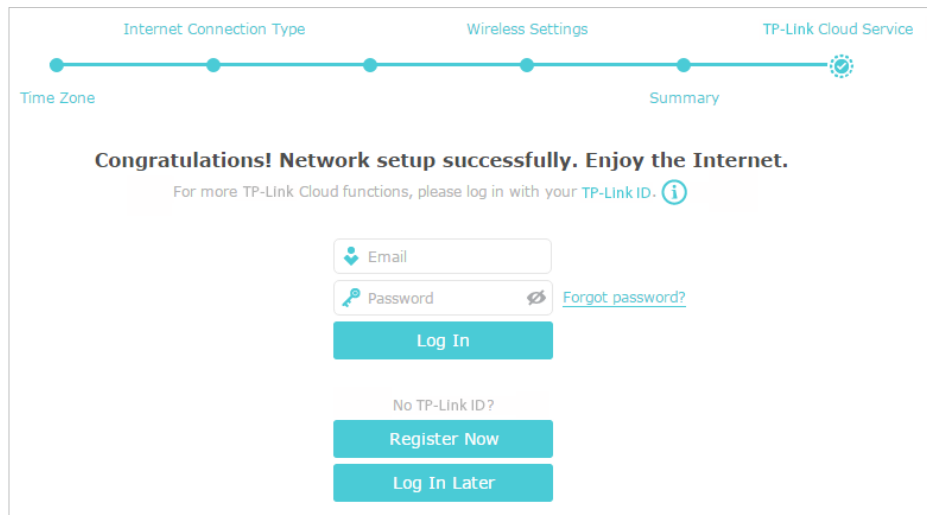 Internet Connection Type Wireless Settings TP-Link Cloud Service
Time Zone Summary
Congratulations! Network setup successfully. Enjoy the Internet.
For more TP-Link Cloud functions, please log in with your TP-Link ID.
Email
Password Forgot password?
Log In
No TP-Link ID?
Register Now
Log In Later